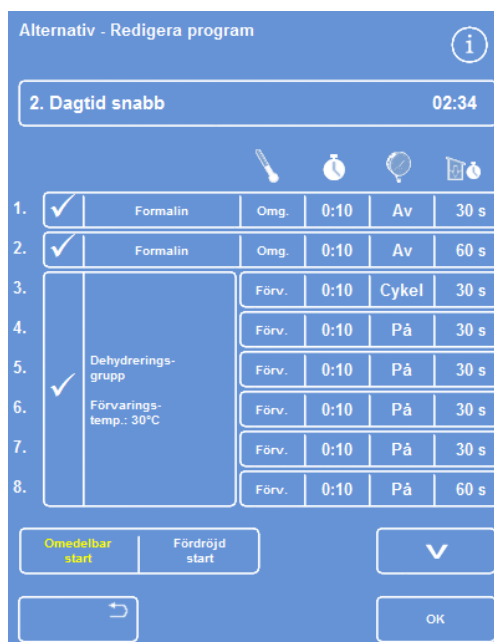 Alternativ - Redigera program
i
2. Dagtid snabb 02:34
1. Formalin Omg. 0:10 Av 30 s
2. Formalin Omg. 0:10 Av 60 s
3. Förv. 0:10 Cykel 30 s
4. Förv. 0:10 På 30 s
5. Dehydrerings- Förv. 0:10 På 30 s
grupp
6. Förvarings- Förv. 0:10 På 30 s
temp.: 30°C
7. Förv. 0:10 På 30 s
8. Förv. 0:10 På 60 s
Omedelbar Fördröjd
start start
OK